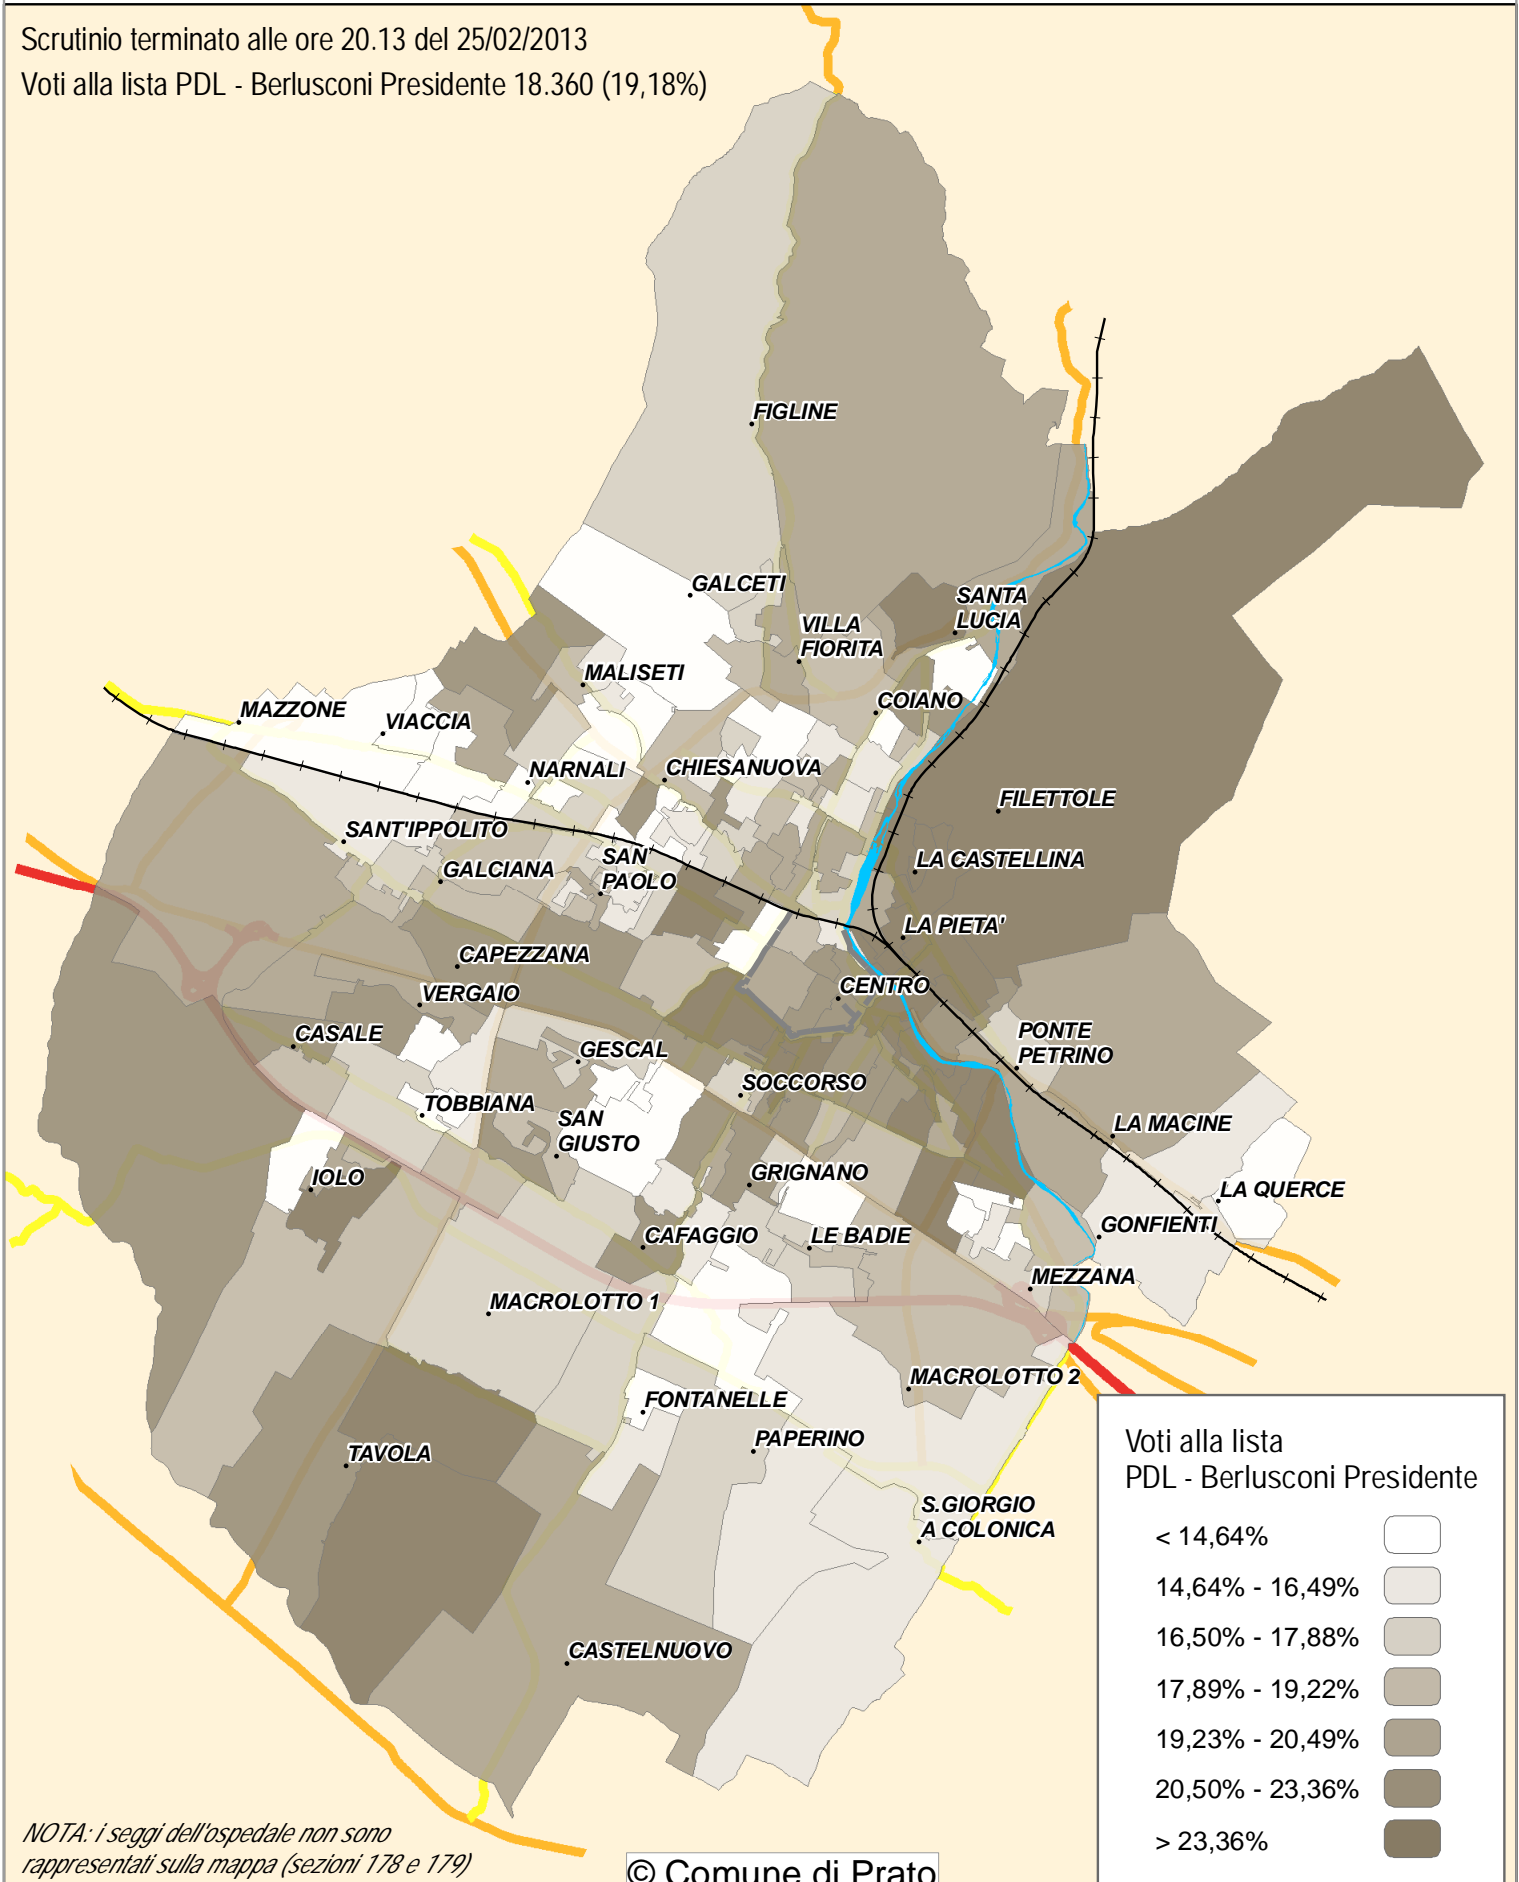 Scrutinio terminato alle ore 20.13 del 25/02/2013
Voti alla lista PDL - Berlusconi Presidente 18.360 (19,18%)
FIGLINE
GALCETI
SANTA
LUCIA
VILLA
FIORITA
MALISETI
COIANO
MAZZONE
VIACCIA
NARNALI
CHIESANUOVA
FILETTOLE
SANT'IPPOLITO
GALCIANA
SAN
PAOLO
LA CASTELLINA
LA PIETA'
CAPEZZANA
CENTRO
VERGAIO
CASALE
GESCAL
PONTE
PETRINO
SOCCORSO
TOBBIANA
SAN
GIUSTO
LA MACINE
IOLO
GRIGNANO
LA QUERCE
GONFIENTI
CAFAGGIO
LE BADIE
MEZZANA
MACROLOTTO 1
MACROLOTTO 2
FONTANELLE
PAPERINO
TAVOLA
S.GIORGIO
A COLONICA
CASTELNUOVO
Voti alla lista
PDL - Berlusconi Presidente
< 14,64%
14,64% - 16,49%
16,50% - 17,88%
17,89% - 19,22%
19,23% - 20,49%
20,50% - 23,36%
> 23,36%
NOTA: i seggi dell'ospedale non sono
rappresentati sulla mappa (sezioni 178 e 179)
© Comune di Prato